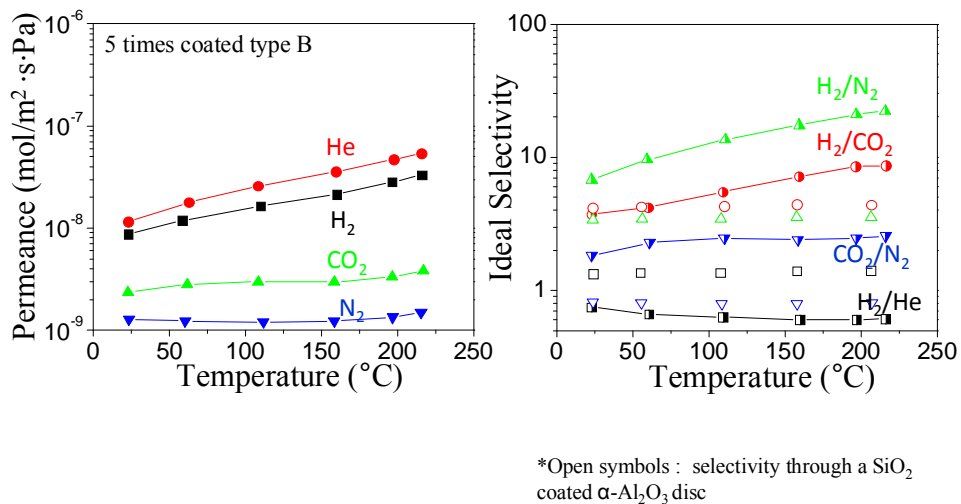 5 times coated type B
Permeance (mol/m²·s·Pa)
10⁻⁶
10⁻⁷
10⁻⁸
10⁻⁹
He
H₂
CO₂
N₂
0 50 100 150 200 250
Temperature (°C)
Ideal Selectivity
100
10
1
H₂/N₂
H₂/CO₂
CO₂/N₂
H₂/He
0 50 100 150 200 250
Temperature (°C)
*Open symbols : selectivity through a SiO₂
coated α-Al₂O₃ disc